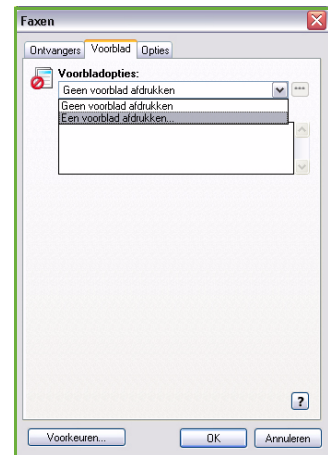 Faxen
Ontvangers Voorblad Opties
Voorbladopties:
Geen voorblad afdrukken
Geen voorblad afdrukken
Een voorblad afdrukken...
?
Voorkeuren... OK Annuleren